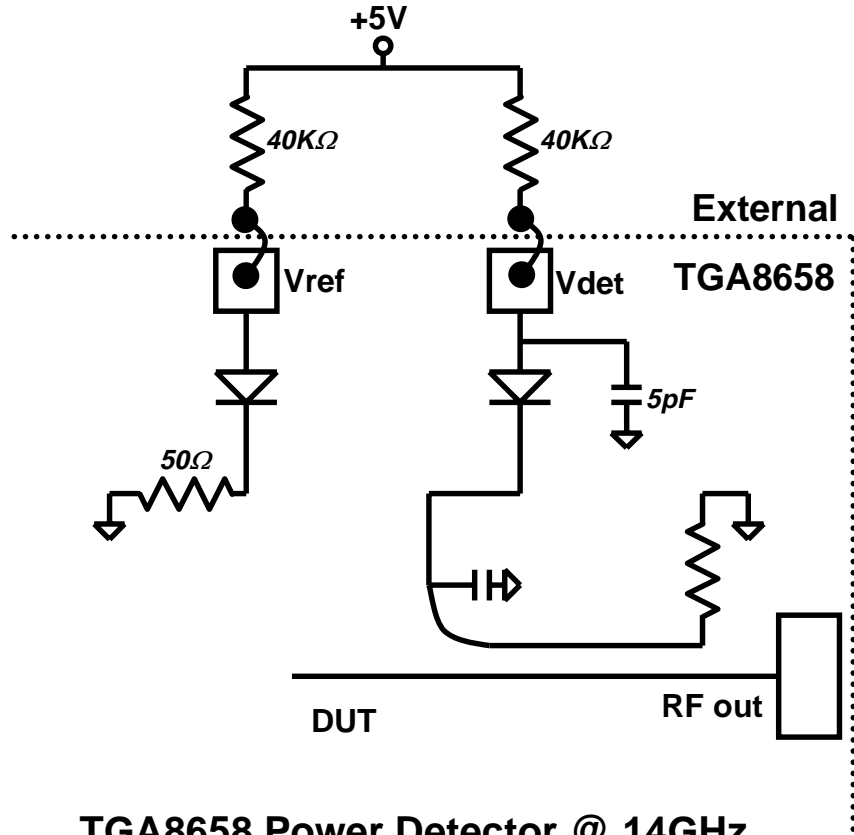 +5V
40KΩ
40KΩ
External
Vref
Vdet
TGA8658
5pF
50Ω
DUT
RF out
TGA8658 Power Detector @ 14GHz